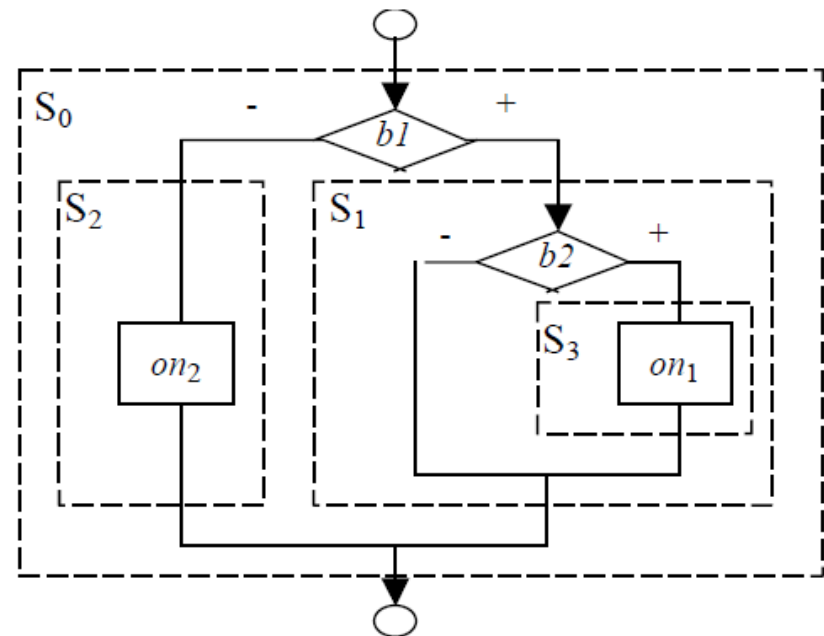 S₀ - b1 +
S₂ S₁ - b2 +
on₂ S₃ on₁